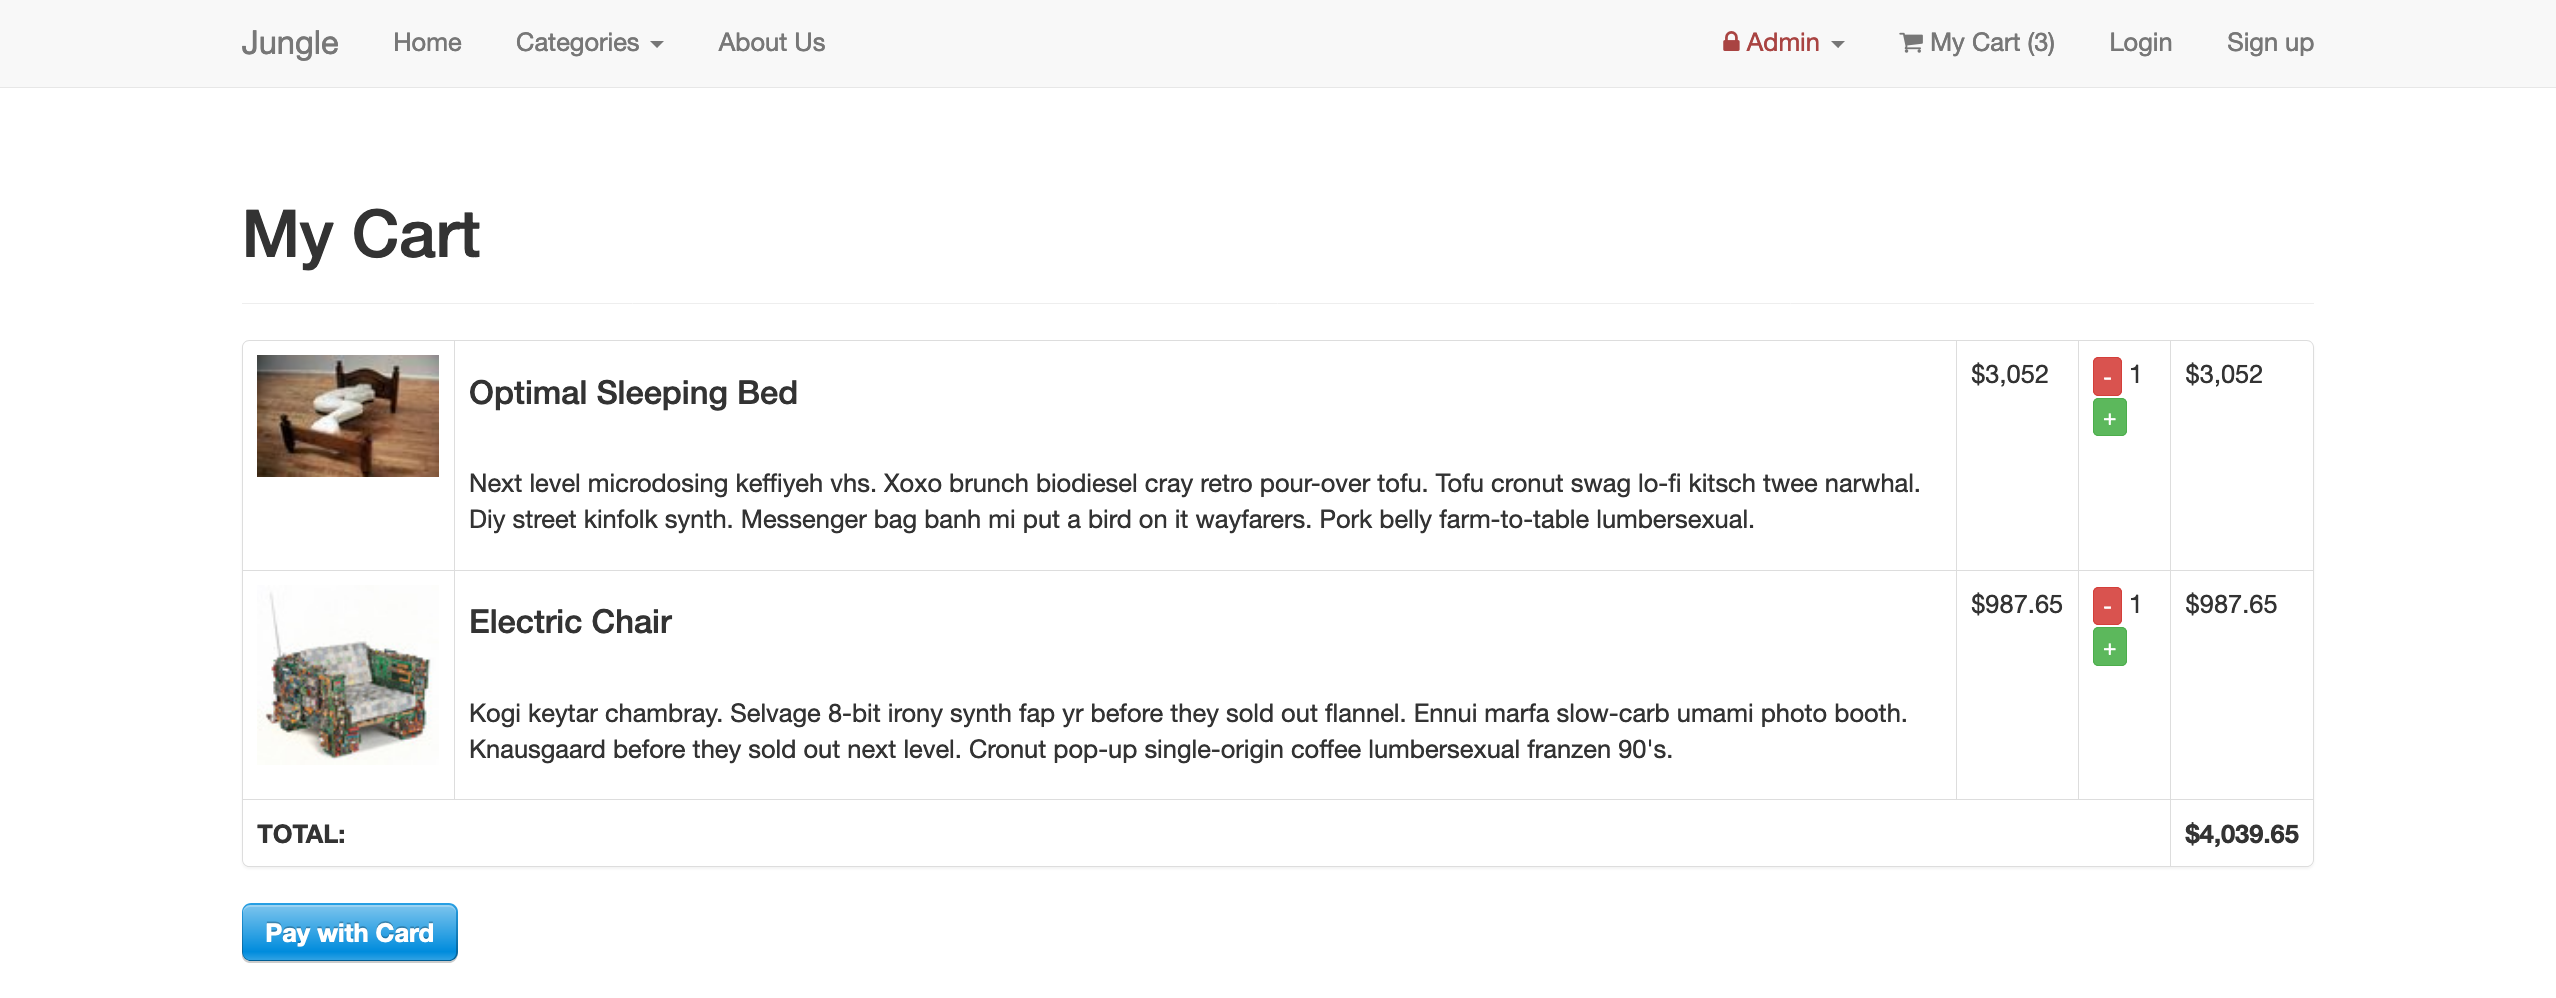 Jungle Home Categories About Us Admin My Cart (3) Login Sign up
My Cart
Optimal Sleeping Bed $3,052 - 1 $3,052
+
Next level microdosing keffiyeh vhs. Xoxo brunch biodiesel cray retro pour-over tofu. Tofu cronut swag lo-fi kitsch twee narwhal.
Diy street kinfolk synth. Messenger bag banh mi put a bird on it wayfarers. Pork belly farm-to-table lumbersexual.
Electric Chair $987.65 - 1 $987.65
+
Kogi keytar chambray. Selvage 8-bit irony synth fap yr before they sold out flannel. Ennui marfa slow-carb umami photo booth.
Knausgaard before they sold out next level. Cronut pop-up single-origin coffee lumbersexual franzen 90's.
TOTAL: $4,039.65
Pay with Card